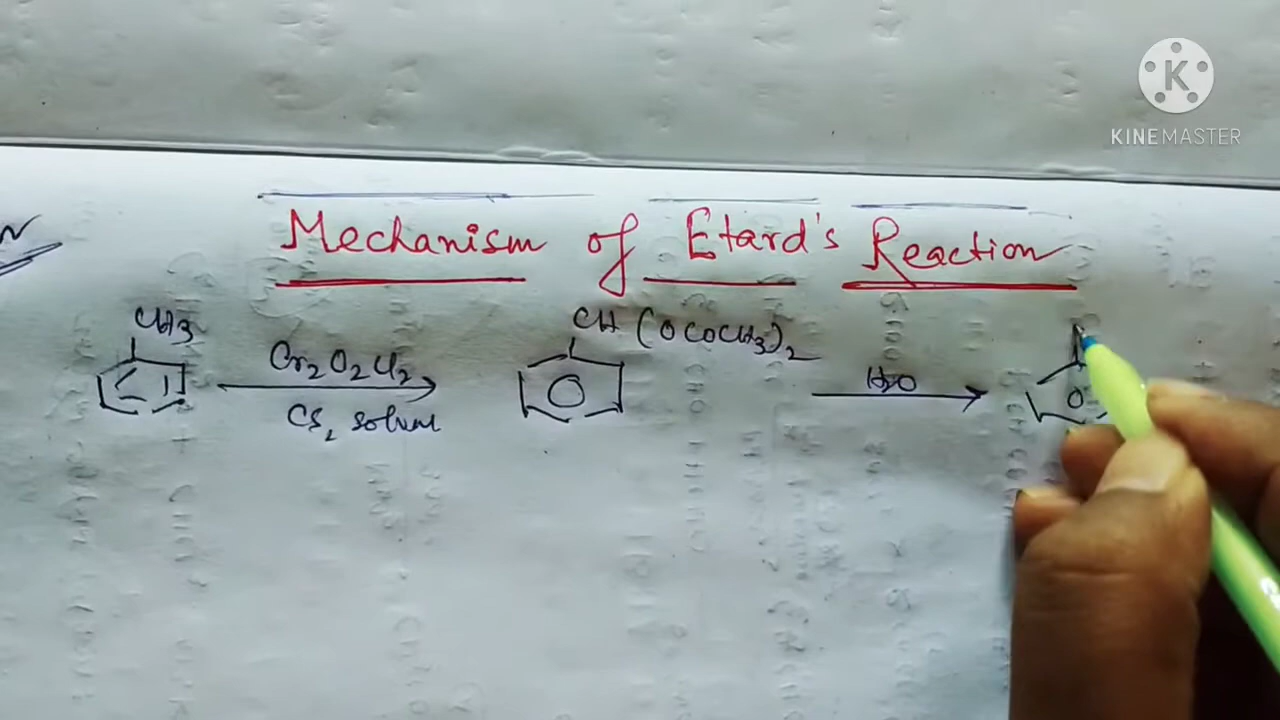 KINEMASTER
Mechanism of Etard's Reaction
CH3
Cr2O2Cl2
CS2 solvent
CH(OCOCH3)2
H2O